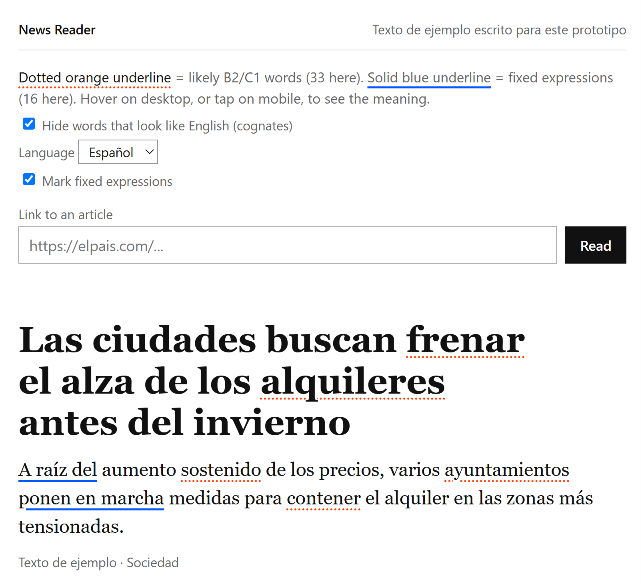 News Reader
Texto de ejemplo escrito para este prototipo
Dotted orange underline = likely B2/C1 words (33 here). Solid blue underline = fixed expressions
(16 here). Hover on desktop, or tap on mobile, to see the meaning.
Hide words that look like English (cognates)
Language Español
Mark fixed expressions
Link to an article
https://elpais.com/...
Read
Las ciudades buscan frenar
el alza de los alquileres
antes del invierno
A raíz del aumento sostenido de los precios, varios ayuntamientos
ponen en marcha medidas para contener el alquiler en las zonas más
tensionadas.
Texto de ejemplo · Sociedad